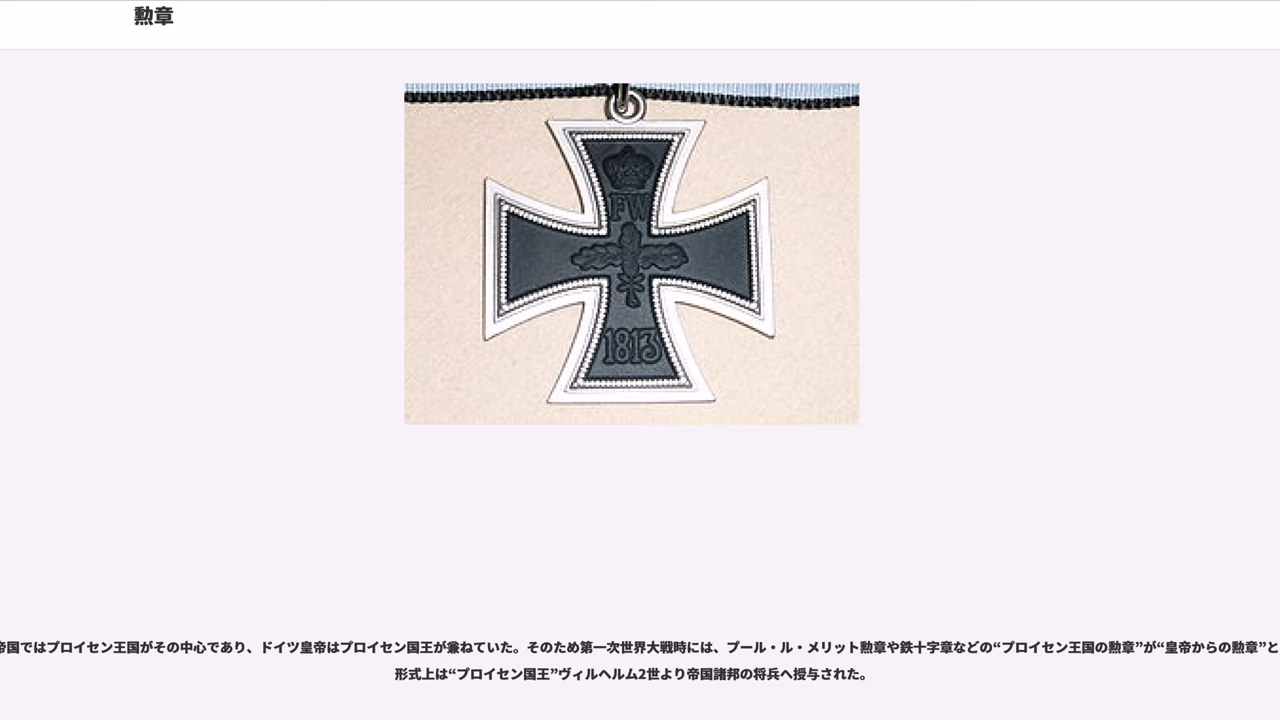 勲章
FW
1813
帝国ではプロイセン王国がその中心であり、ドイツ皇帝はプロイセン国王が兼ねていた。そのため第一次世界大戦時には、プール・ル・メリット勲章や鉄十字章などの“プロイセン王国の勲章”が“皇帝からの勲章”と
形式上は“プロイセン国王”ヴィルヘルム2世より帝国諸邦の将兵へ授与された。